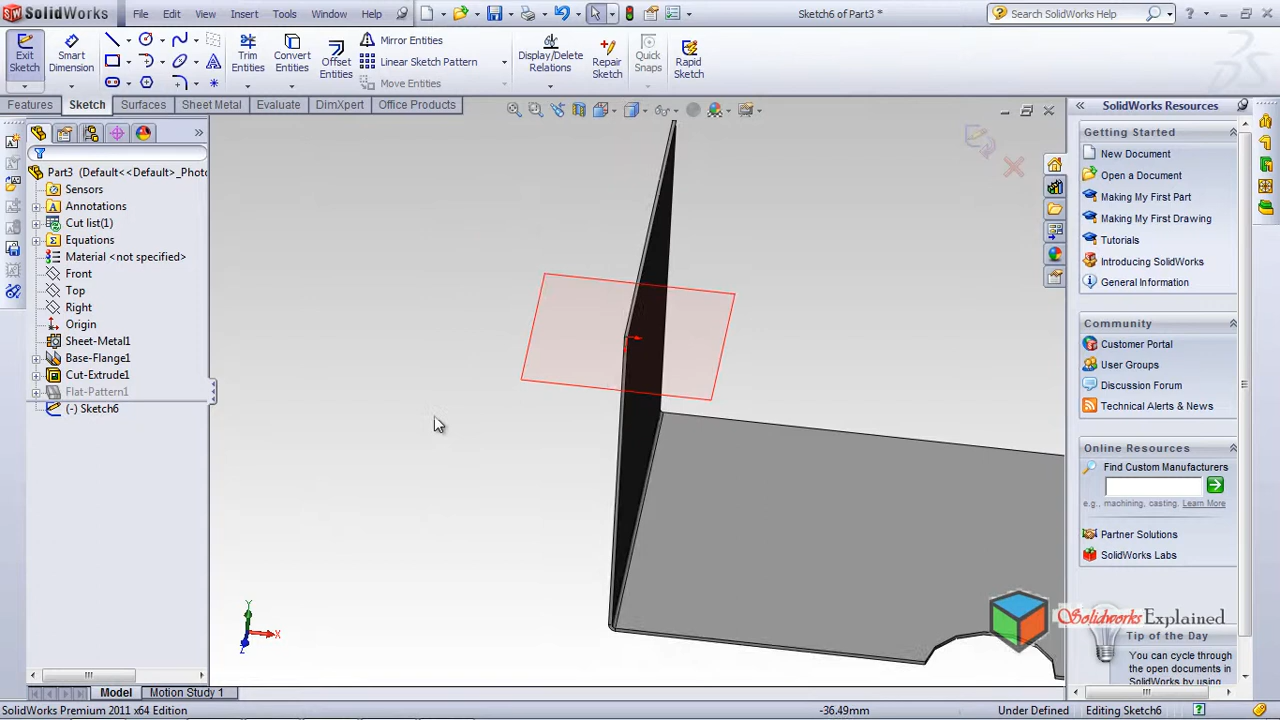 SolidWorks
File Edit View Insert Tools Window Help
Sketch6 of Part3 *
Search SolidWorks Help
Exit Sketch
Smart Dimension
Trim Entities
Convert Entities
Offset Entities
Mirror Entities
Linear Sketch Pattern
Move Entities
Display/Delete Relations
Repair Sketch
Quick Snaps
Rapid Sketch
Features Sketch Surfaces Sheet Metal Evaluate DimXpert Office Products
Part3 (Default<<Default>_Phot
Sensors
Annotations
Cut list(1)
Equations
Material <not specified>
Front
Top
Right
Origin
Sheet-Metal1
Base-Flange1
Cut-Extrude1
Flat-Pattern1
(-) Sketch6
Y
X
Z
SolidWorks Resources
Getting Started
New Document
Open a Document
Making My First Part
Making My First Drawing
Tutorials
Introducing SolidWorks
General Information
Community
Customer Portal
User Groups
Discussion Forum
Technical Alerts & News
Online Resources
Find Custom Manufacturers
e.g., machining, casting. Learn More
Partner Solutions
SolidWorks Labs
Solidworks Explained
Tip of the Day
You can cycle through
the open documents in
SolidWorks by using
Model Motion Study 1
SolidWorks Premium 2011 x64 Edition
-36.49mm Under Defined Editing Sketch6